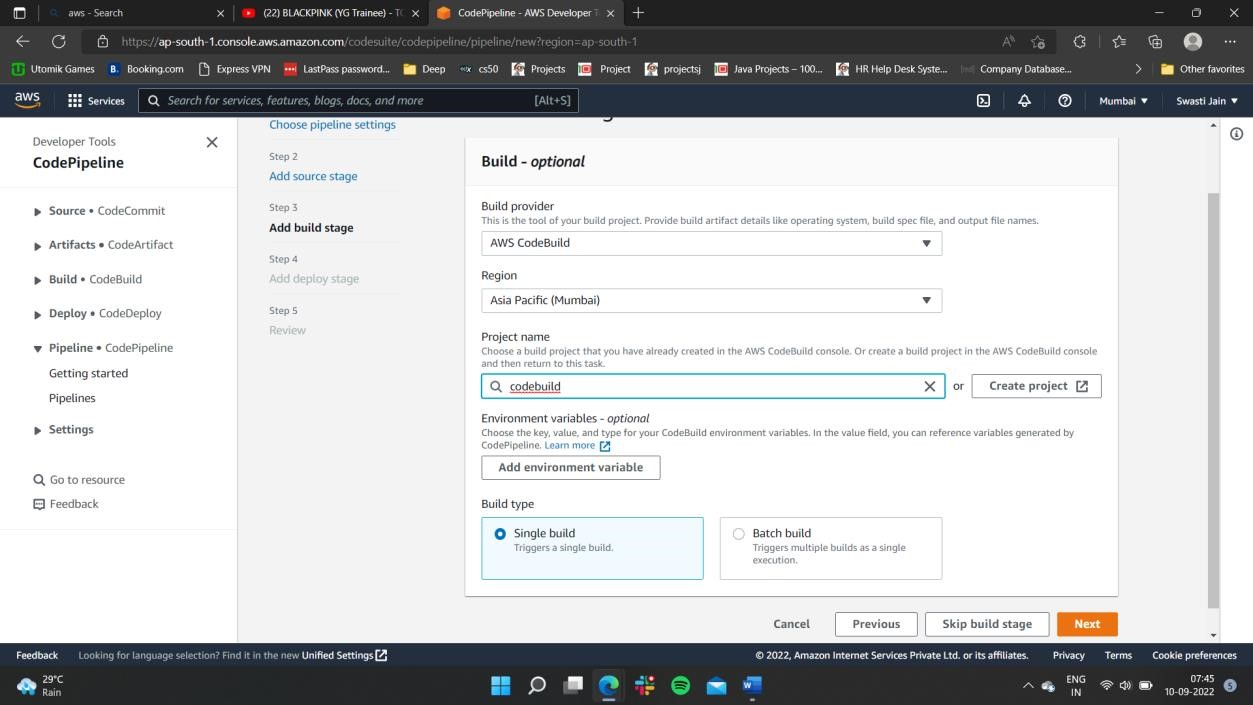 aws - Search
(22) BLACKPINK (YG Trainee) - TC
CodePipeline - AWS Developer T
https://ap-south-1.console.aws.amazon.com/codesuite/codepipeline/pipeline/new?region=ap-south-1
Utomik Games
Booking.com
Express VPN
LastPass password...
Deep
cs50
Projects
Project
projectsj
Java Projects – 100...
HR Help Desk Syste...
Company Database...
Other favorites
aws
Services
Search for services, features, blogs, docs, and more
[Alt+S]
Mumbai
Swasti Jain
Developer Tools
CodePipeline
Source • CodeCommit
Artifacts • CodeArtifact
Build • CodeBuild
Deploy • CodeDeploy
Pipeline • CodePipeline
Getting started
Pipelines
Settings
Go to resource
Feedback
Choose pipeline settings
Step 2
Add source stage
Step 3
Add build stage
Step 4
Add deploy stage
Step 5
Review
Build - optional
Build provider
This is the tool of your build project. Provide build artifact details like operating system, build spec file, and output file names.
AWS CodeBuild
Region
Asia Pacific (Mumbai)
Project name
Choose a build project that you have already created in the AWS CodeBuild console. Or create a build project in the AWS CodeBuild console
and then return to this task.
codebuild
or
Create project
Environment variables - optional
Choose the key, value, and type for your CodeBuild environment variables. In the value field, you can reference variables generated by
CodePipeline. Learn more
Add environment variable
Build type
Single build
Triggers a single build.
Batch build
Triggers multiple builds as a single
execution.
Cancel
Previous
Skip build stage
Next
Feedback
Looking for language selection? Find it in the new Unified Settings
© 2022, Amazon Internet Services Private Ltd. or its affiliates.
Privacy
Terms
Cookie preferences
29°C
Rain
ENG
IN
07:45
10-09-2022
5